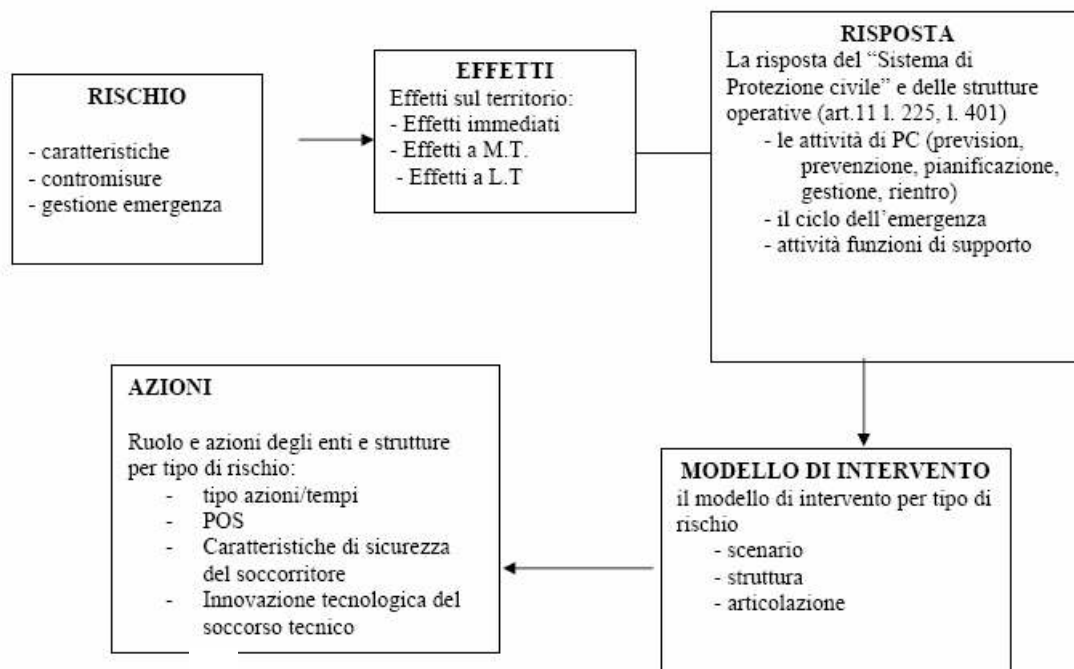 RISCHIO
- caratteristiche
- contromisure
- gestione emergenza
EFFETTI
Effetti sul territorio:
- Effetti immediati
- Effetti a M.T.
- Effetti a L.T
RISPOSTA
La risposta del “Sistema di
Protezione civile” e delle strutture
operative (art.11 l. 225, l. 401)
- le attività di PC (prevision,
prevenzione, pianificazione,
gestione, rientro)
- il ciclo dell’emergenza
- attività funzioni di supporto
MODELLO DI INTERVENTO
il modello di intervento per tipo di
rischio
- scenario
- struttura
- articolazione
AZIONI
Ruolo e azioni degli enti e strutture
per tipo di rischio:
- tipo azioni/tempi
- POS
- Caratteristiche di sicurezza
del soccorritore
- Innovazione tecnologica del
soccorso tecnico